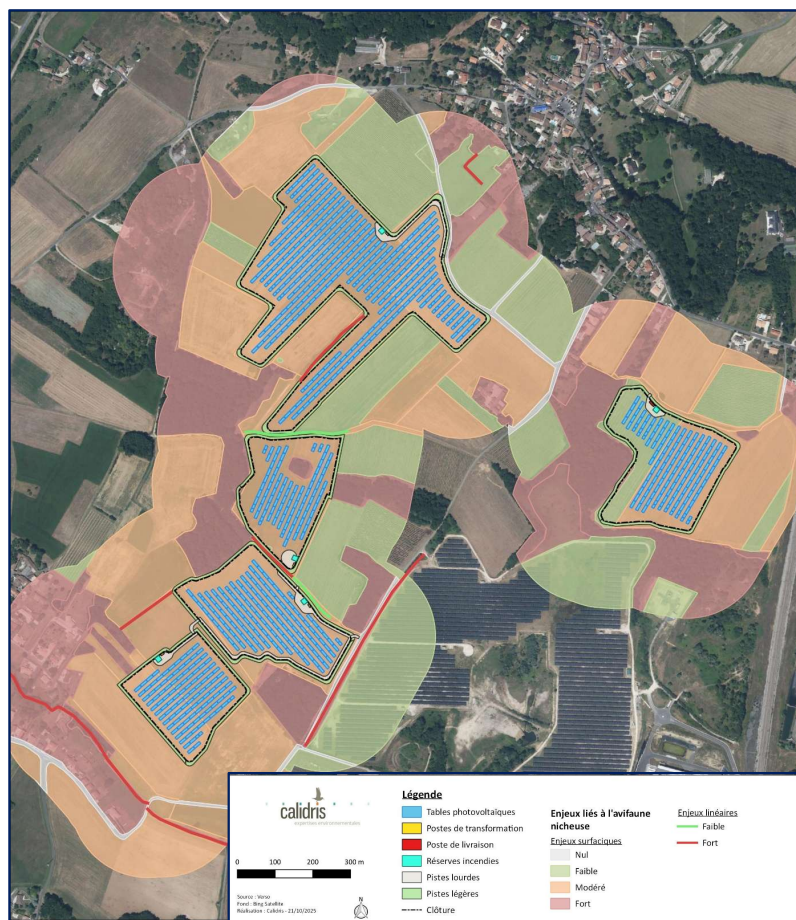 calidris
expertises environnementales
0 100 200 300 m
Source : Verso
Fond : Bing Satellite
Réalisation : Calidris - 21/10/2025
N
Légende
Tables photovoltaïques
Postes de transformation
Poste de livraison
Réserves incendies
Pistes lourdes
Pistes légères
Clôture
Enjeux liés à l'avifaune
nicheuse
Enjeux surfaciques
Nul
Faible
Modéré
Fort
Enjeux linéaires
Faible
Fort